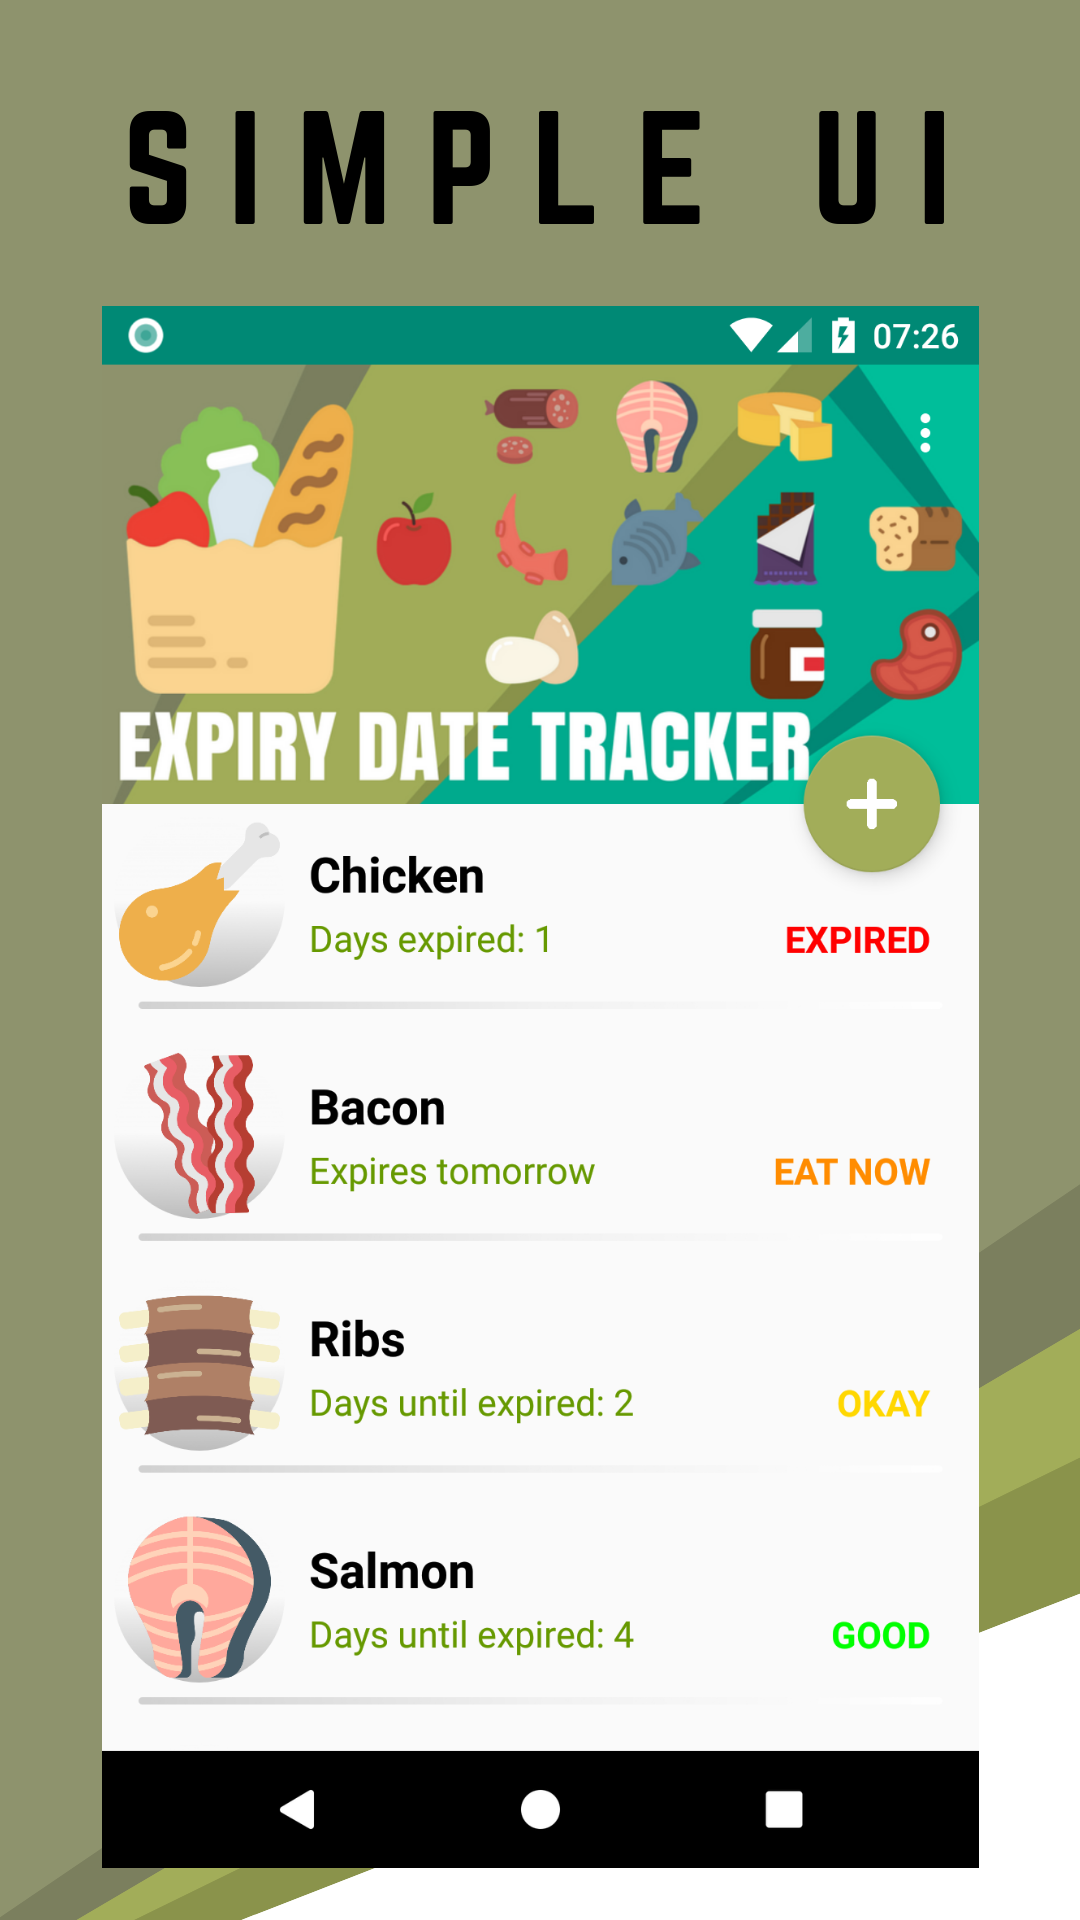 SIMPLE UI
07:26
EXPIRY DATE TRACKER
Chicken
Days expired: 1
EXPIRED
Bacon
Expires tomorrow
EAT NOW
Ribs
Days until expired: 2
OKAY
Salmon
Days until expired: 4
GOOD